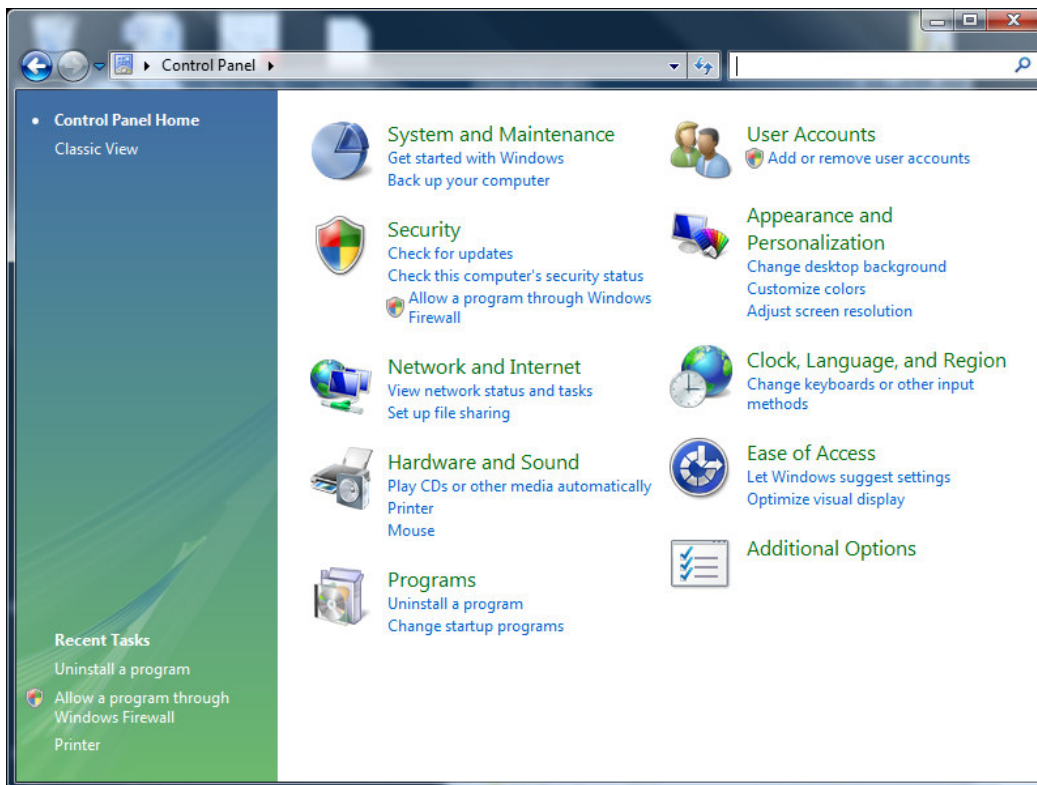 Control Panel
Control Panel Home
Classic View
System and Maintenance
Get started with Windows
Back up your computer
Security
Check for updates
Check this computer's security status
Allow a program through Windows
Firewall
Network and Internet
View network status and tasks
Set up file sharing
Hardware and Sound
Play CDs or other media automatically
Printer
Mouse
Programs
Uninstall a program
Change startup programs
User Accounts
Add or remove user accounts
Appearance and
Personalization
Change desktop background
Customize colors
Adjust screen resolution
Clock, Language, and Region
Change keyboards or other input
methods
Ease of Access
Let Windows suggest settings
Optimize visual display
Additional Options
Recent Tasks
Uninstall a program
Allow a program through
Windows Firewall
Printer